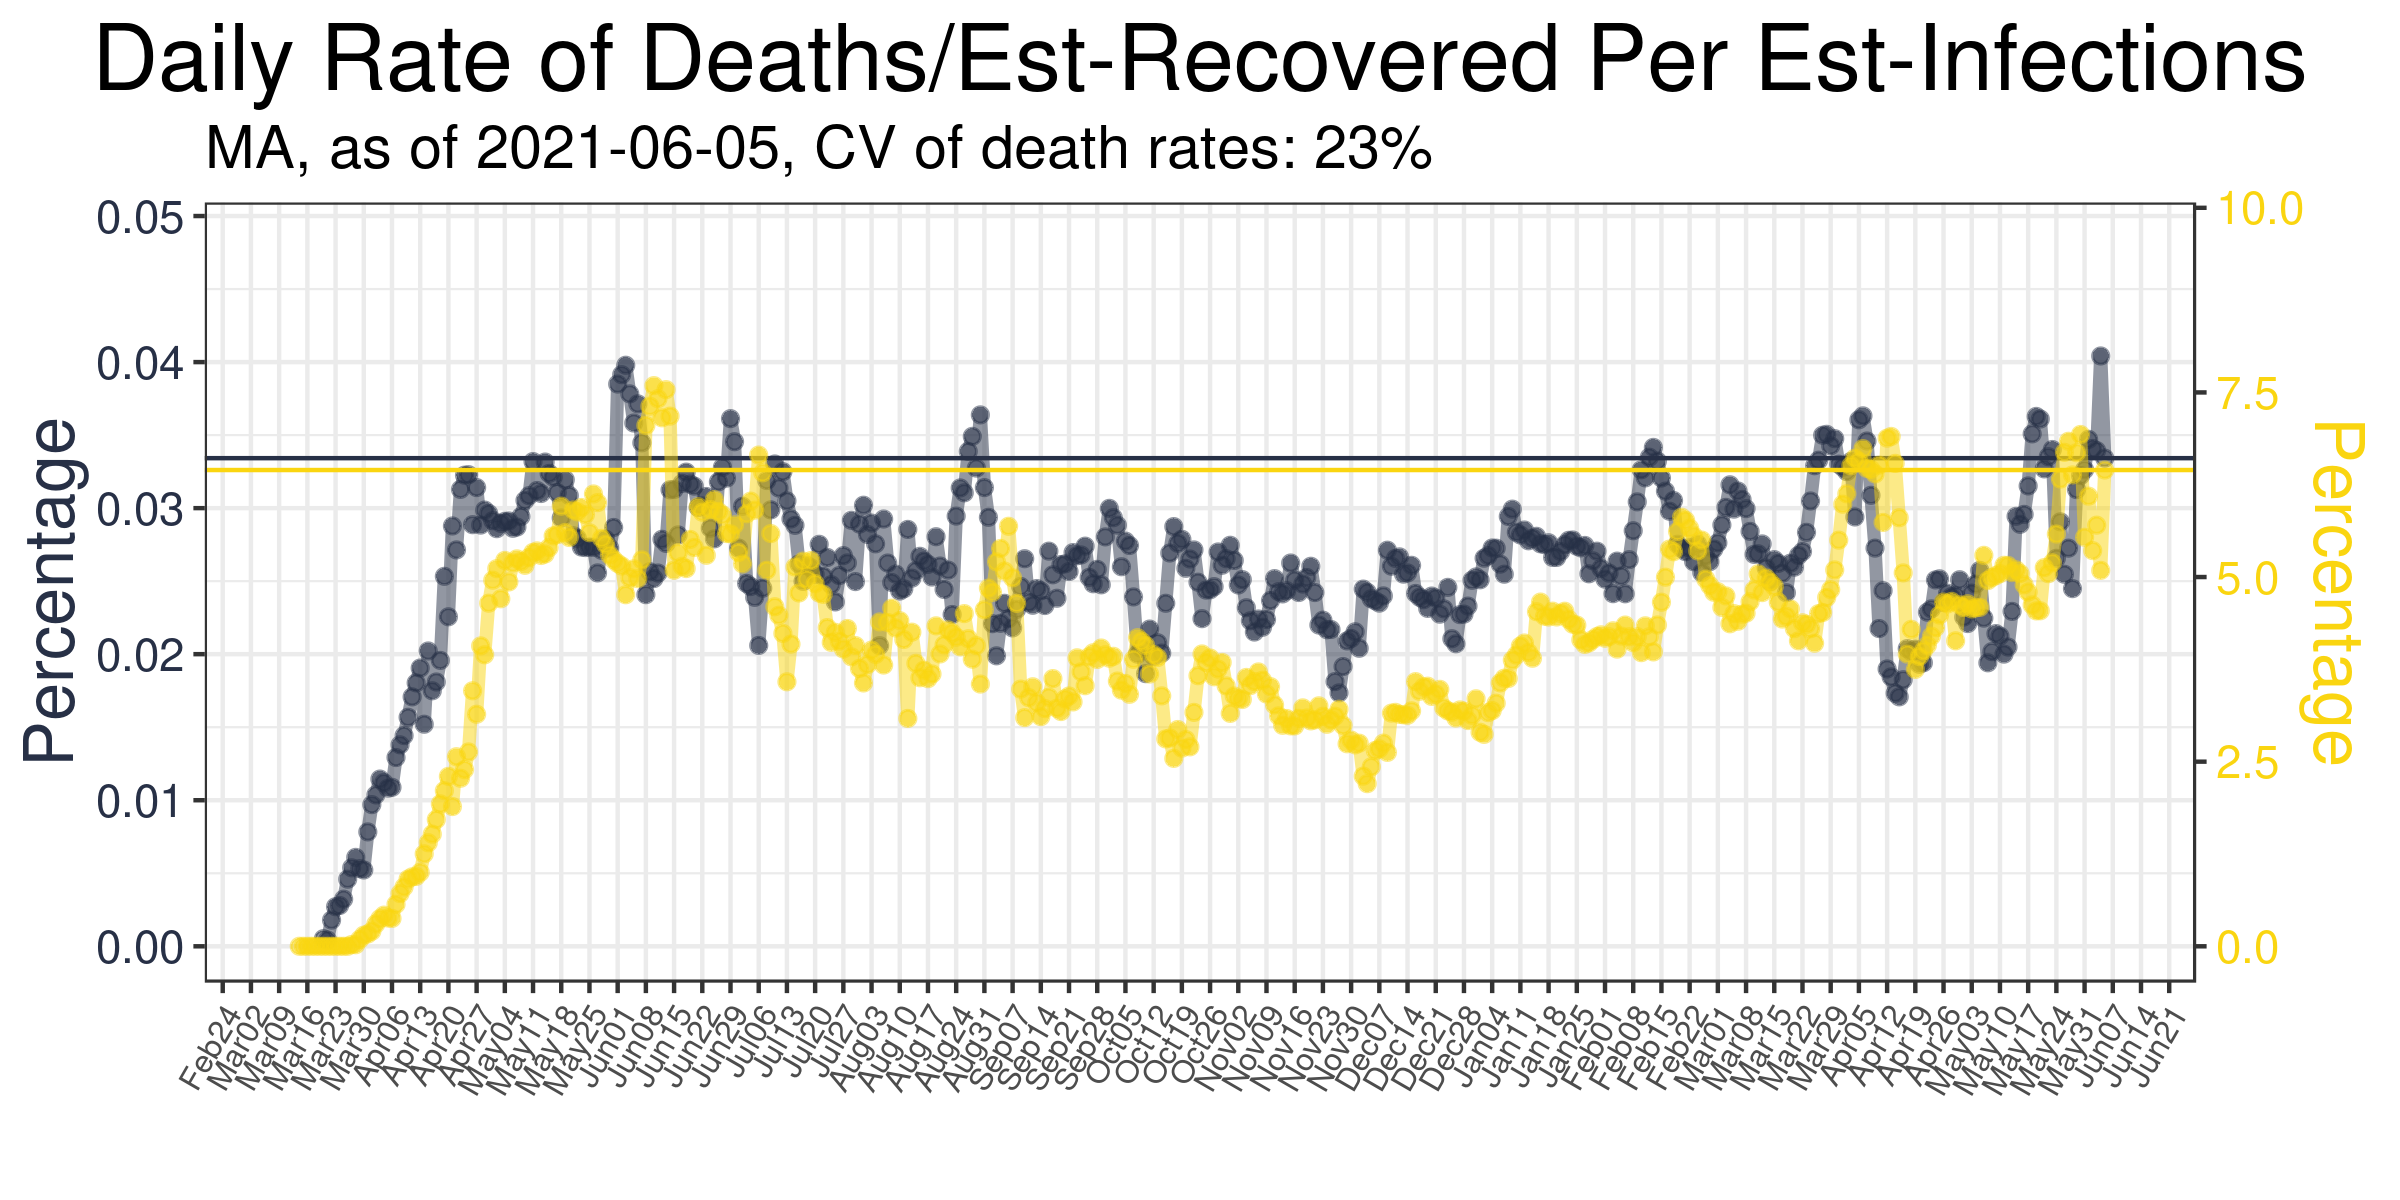 Daily Rate of Deaths/Est-Recovered Per Est-Infections
MA, as of 2021-06-05, CV of death rates: 23%
0.05
0.04
0.03
0.02
0.01
0.00
Percentage
10.0
7.5
5.0
2.5
0.0
Percentage
Feb24
Mar02
Mar09
Mar16
Mar23
Mar30
Apr06
Apr13
Apr20
Apr27
May04
May11
May18
May25
Jun01
Jun08
Jun15
Jun22
Jun29
Jul06
Jul13
Jul20
Jul27
Aug03
Aug10
Aug17
Aug24
Aug31
Sep07
Sep14
Sep21
Sep28
Oct05
Oct12
Oct19
Oct26
Nov02
Nov09
Nov16
Nov23
Nov30
Dec07
Dec14
Dec21
Dec28
Jan04
Jan11
Jan18
Jan25
Feb01
Feb08
Feb15
Feb22
Mar01
Mar08
Mar15
Mar22
Mar29
Apr05
Apr12
Apr19
Apr26
May03
May10
May17
May24
May31
Jun07
Jun14
Jun21